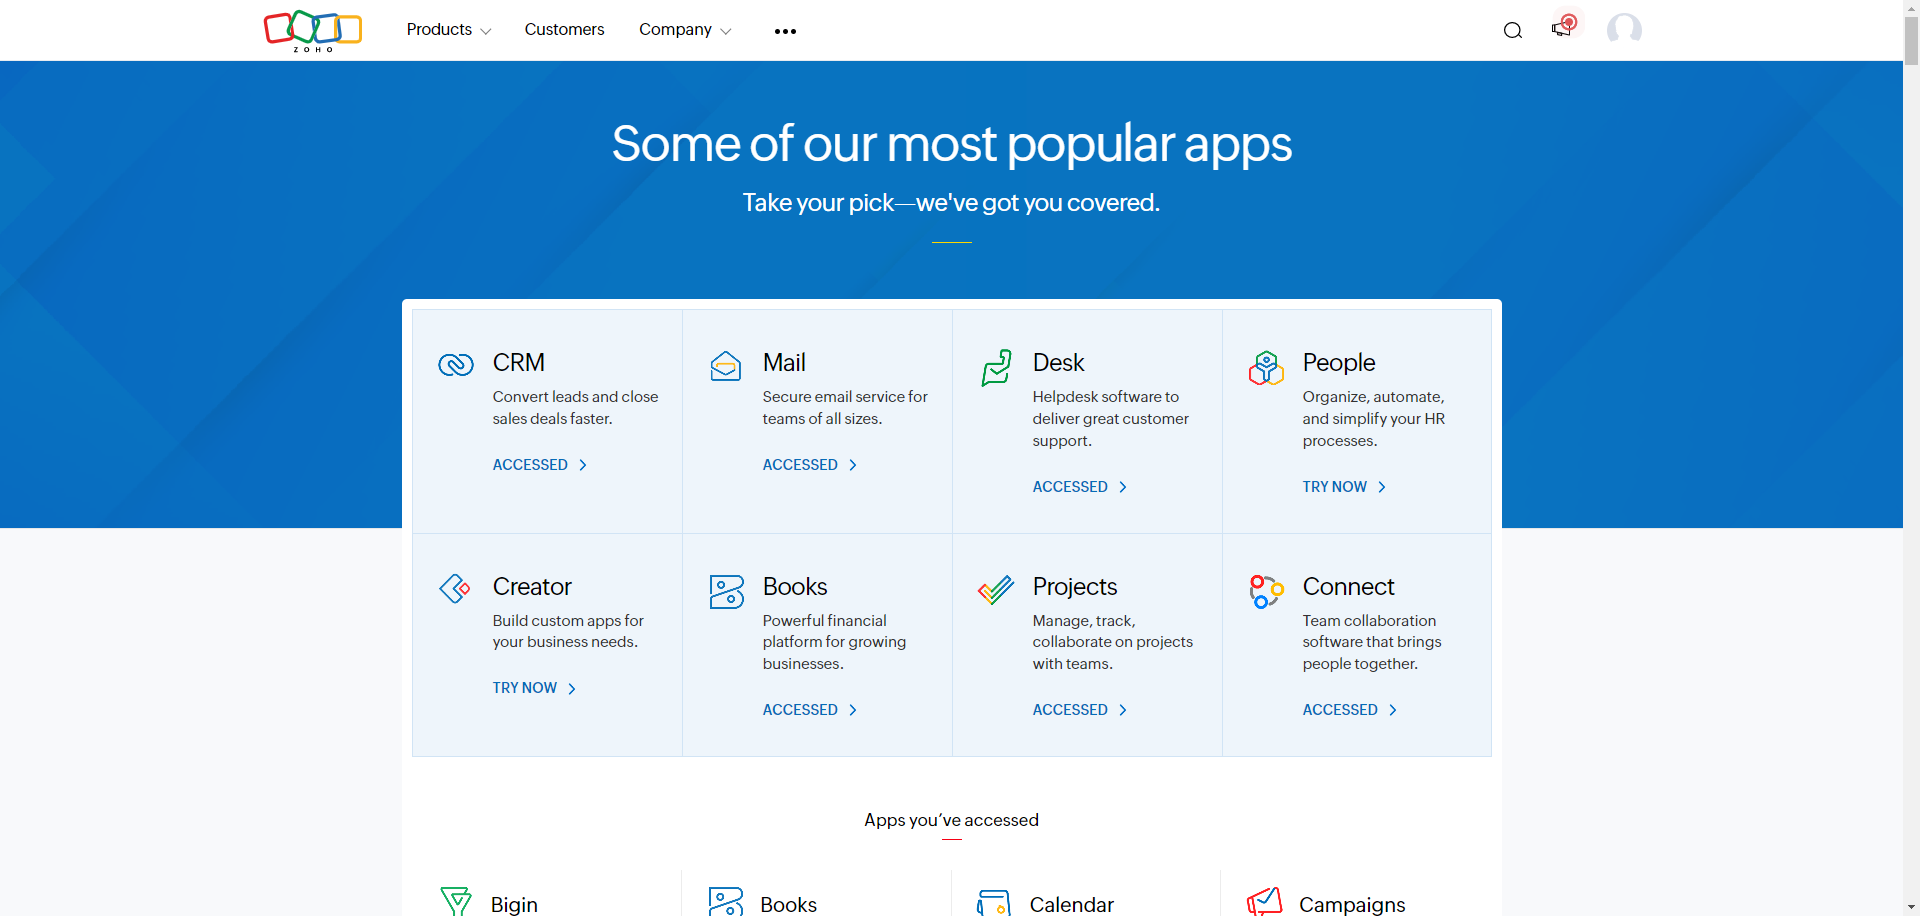 ZOHO
Products
Customers
Company
Some of our most popular apps
Take your pick—we've got you covered.
CRM
Convert leads and close
sales deals faster.
ACCESSED
Mail
Secure email service for
teams of all sizes.
ACCESSED
Desk
Helpdesk software to
deliver great customer
support.
ACCESSED
People
Organize, automate,
and simplify your HR
processes.
TRY NOW
Creator
Build custom apps for
your business needs.
TRY NOW
Books
Powerful financial
platform for growing
businesses.
ACCESSED
Projects
Manage, track,
collaborate on projects
with teams.
ACCESSED
Connect
Team collaboration
software that brings
people together.
ACCESSED
Apps you’ve accessed
Bigin
Books
Calendar
Campaigns